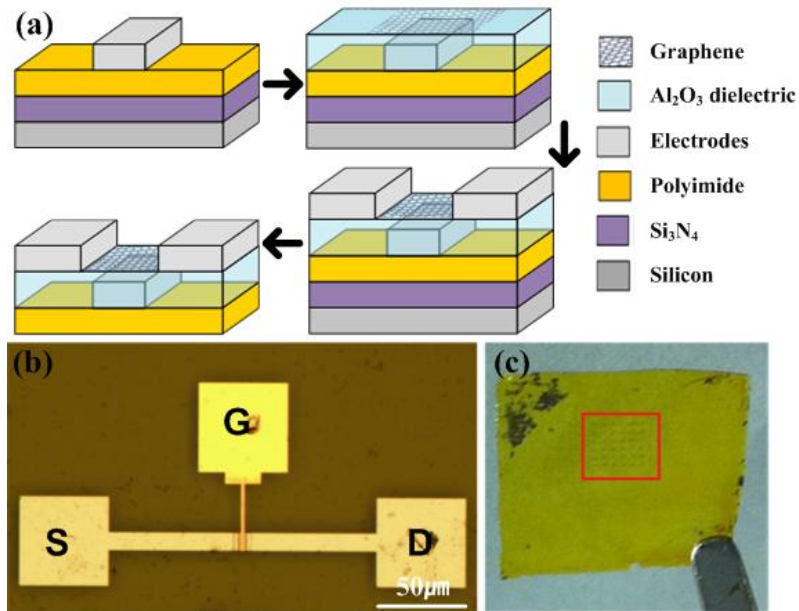 (a)
Graphene
Al₂O₃ dielectric
Electrodes
Polyimide
Si₃N₄
Silicon
(b)
G
S
D
50μm
(c)